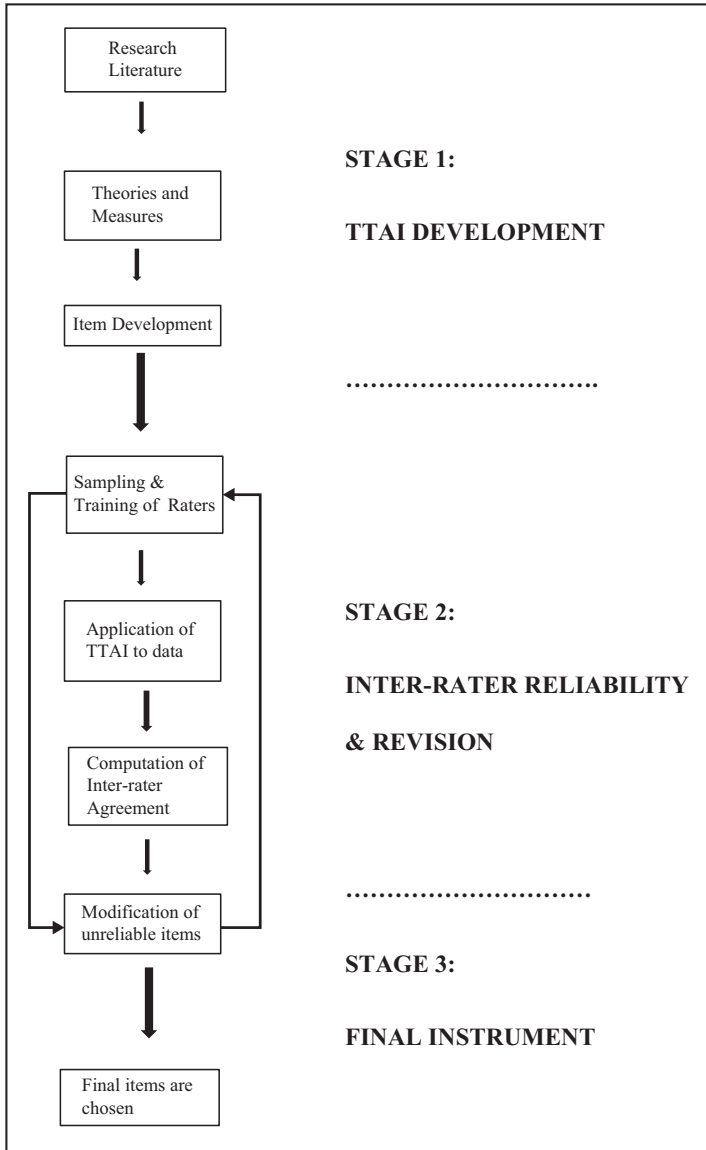 Research
Literature
STAGE 1:
Theories and
Measures
TTAI DEVELOPMENT
Item Development
……………………………..
Sampling &
Training of Raters
Application of
TTAI to data
STAGE 2:
INTER-RATER RELIABILITY
& REVISION
Computation of
Inter-rater
Agreement
……………………………
Modification of
unreliable items
STAGE 3:
FINAL INSTRUMENT
Final items are
chosen